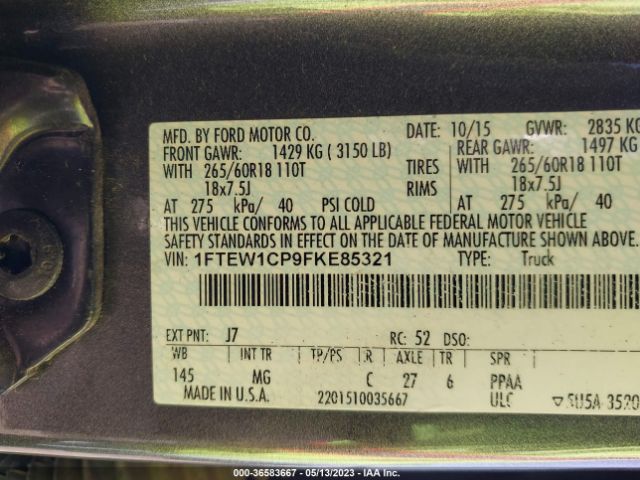 MFD. BY FORD MOTOR CO. DATE: 10/15 GVWR: 2835 KG
FRONT GAWR: 1429 KG ( 3150 LB) REAR GAWR: 1497 KG
WITH 265/60R18 110T TIRES WITH 265/60R18 110T
18x7.5J RIMS 18x7.5J
AT 275 kPa/ 40 PSI COLD AT 275 kPa/ 40
THIS VEHICLE CONFORMS TO ALL APPLICABLE FEDERAL MOTOR VEHICLE
SAFETY STANDARDS IN EFFECT ON THE DATE OF MANUFACTURE SHOWN ABOVE.
VIN: 1FTEW1CP9FKE85321 TYPE: Truck
EXT PNT: J7 RC: 52 DSO:
WB INT TR TP/PS R AXLE TR SPR
145 MG C 27 6 PPAA
MADE IN U.S.A. 2201510035667 ULC 5U5A 3520
000-36583667 - 05/13/2023 - IAA Inc.